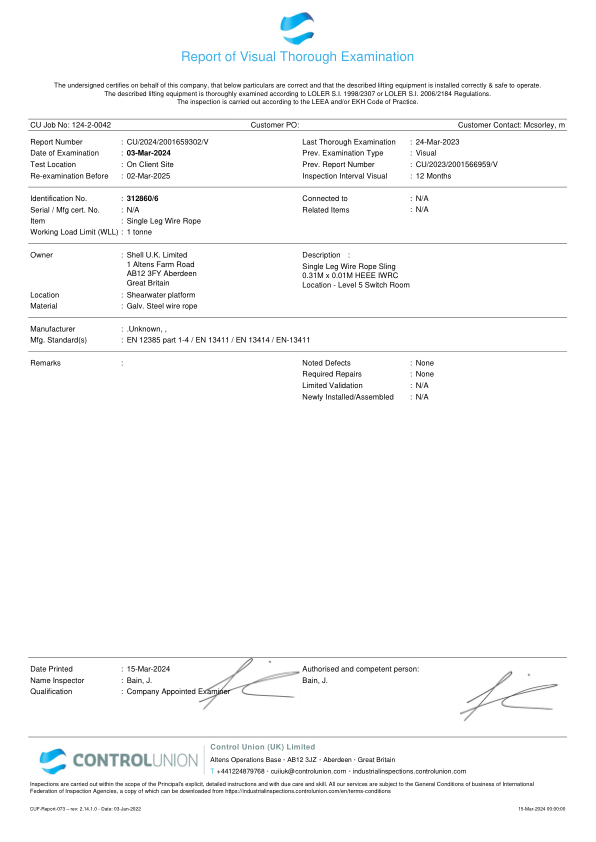 Report of Visual Thorough Examination
The undersigned certifies on behalf of this company, that below particulars are correct and that the described lifting equipment is installed correctly & safe to operate.
The described lifting equipment is thoroughly examined according to LOLER S.I. 1998/2307 or LOLER S.I. 2006/2184 Regulations.
The inspection is carried out according to the LEEA and/or EKH Code of Practice.
CU Job No: 124-2-0042 Customer PO: Customer Contact: Mcsorley, m
Report Number : CU/2024/2001659302/V Last Thorough Examination : 24-Mar-2023
Date of Examination : 03-Mar-2024 Prev. Examination Type : Visual
Test Location : On Client Site Prev. Report Number : CU/2023/2001566959/V
Re-examination Before : 02-Mar-2025 Inspection Interval Visual : 12 Months
Identification No. : 312860/6 Connected to : N/A
Serial / Mfg cert. No. : N/A Related Items : N/A
Item : Single Leg Wire Rope
Working Load Limit (WLL) : 1 tonne
Owner : Shell U.K. Limited Description :
1 Altens Farm Road Single Leg Wire Rope Sling
AB12 3FY Aberdeen 0.31M x 0.01M HEEE IWRC
Great Britain Location - Level 5 Switch Room
Location : Shearwater platform
Material : Galv. Steel wire rope
Manufacturer : .Unknown, ,
Mfg. Standard(s) : EN 12385 part 1-4 / EN 13411 / EN 13414 / EN-13411
Remarks : Noted Defects : None
Required Repairs : None
Limited Validation : N/A
Newly Installed/Assembled : N/A
Date Printed : 15-Mar-2024 Authorised and competent person:
Name Inspector : Bain, J. Bain, J.
Qualification : Company Appointed Examiner
CONTROLUNION
Control Union (UK) Limited
Altens Operations Base · AB12 3JZ · Aberdeen · Great Britain
T +441224879768 · cuiiuk@controlunion.com · industrialinspections.controlunion.com
Inspections are carried out within the scope of the Principal's explicit, detailed instructions and with due care and skill. All our services are subject to the General Conditions of business of International
Federation of Inspection Agencies, a copy of which can be downloaded from https://industrialinspections.controlunion.com/en/terms-conditions
CUF-Report-073 – rev: 2.14.1.0 - Date: 03-Jun-2022 15-Mar-2024 00:00:00